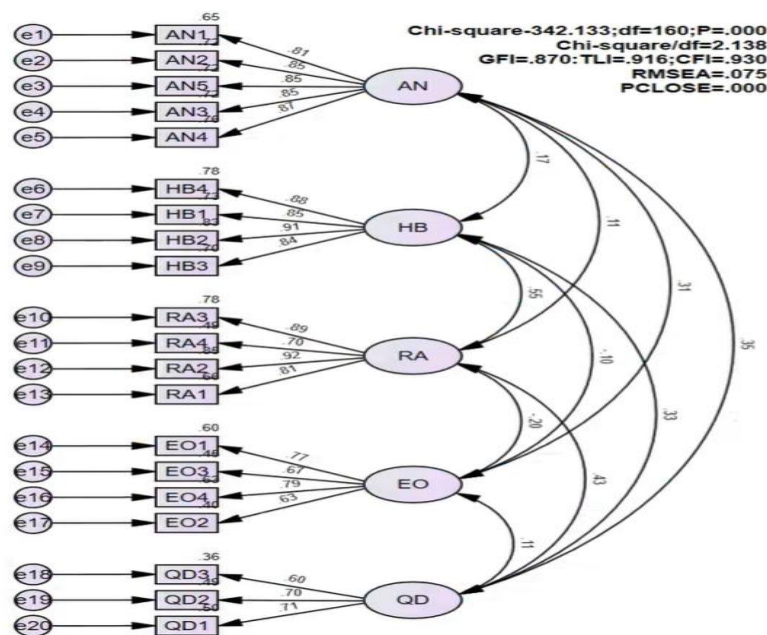 Chi-square-342.133;df=160;P=.000
Chi-square/df=2.138
GFI=.870:TLI=.916;CFI=.930
RMSEA=.075
PCLOSE=.000
.65
e1 AN1 .81
e2 AN2 .85
e3 AN5 .85 AN
e4 AN3 .85
e5 AN4 .87
.17
.11
.78
e6 HB4 .88
e7 HB1 .85 HB
e8 HB2 .91
e9 HB3 .84
.55
.31
.35
.78
e10 RA3 .89
e11 RA4 .70 RA
e12 RA2 .92
e13 RA1 .81
.10
.33
.20
.43
.60
e14 EO1 .77
e15 EO3 .67 EO
e16 EO4 .79
e17 EO2 .63
.11
.36
e18 QD3 .60
e19 QD2 .70 QD
e20 QD1 .71